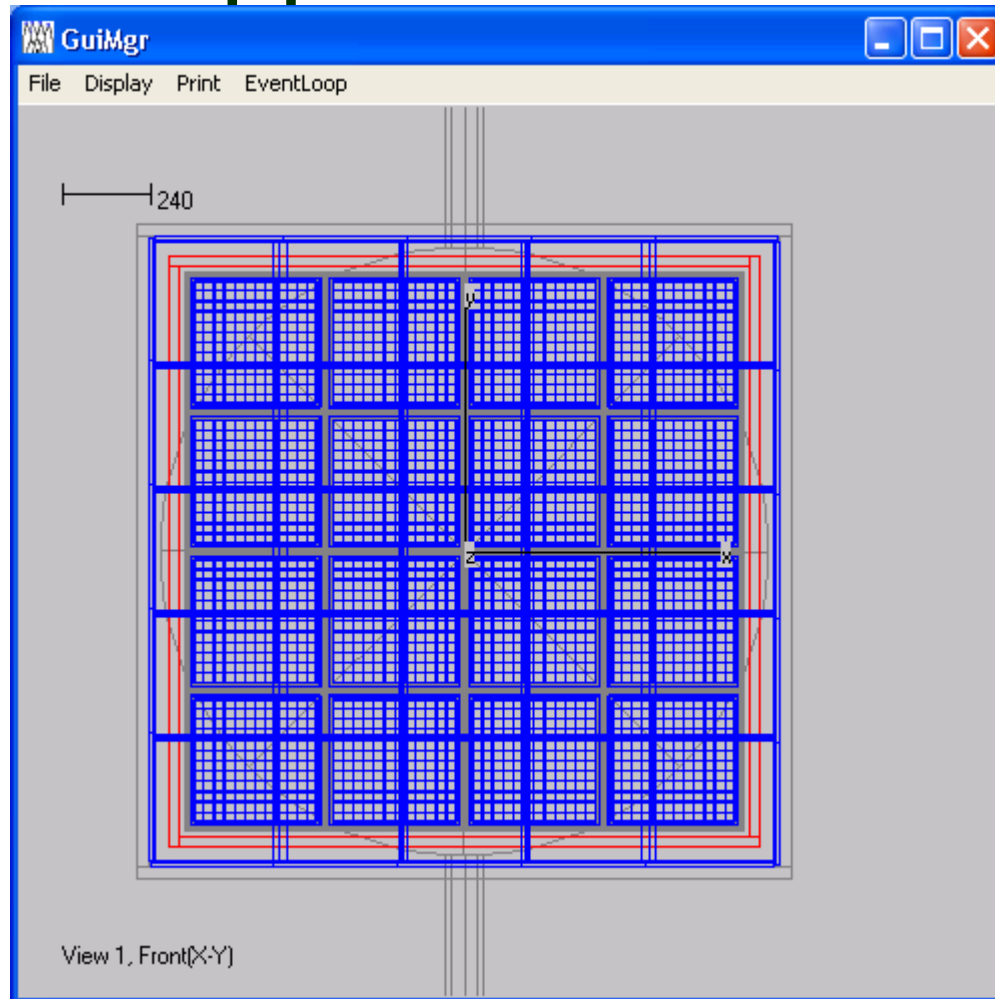 GuiMgr
File Display Print EventLoop
240
y
z x
View 1, Front(X-Y)